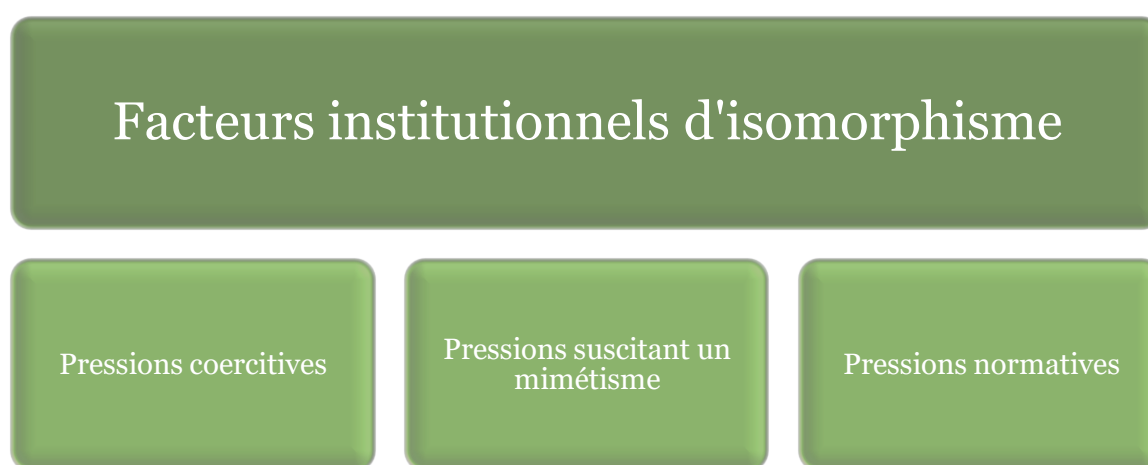 Facteurs institutionnels d'isomorphisme
Pressions coercitives
Pressions suscitant un
mimétisme
Pressions normatives